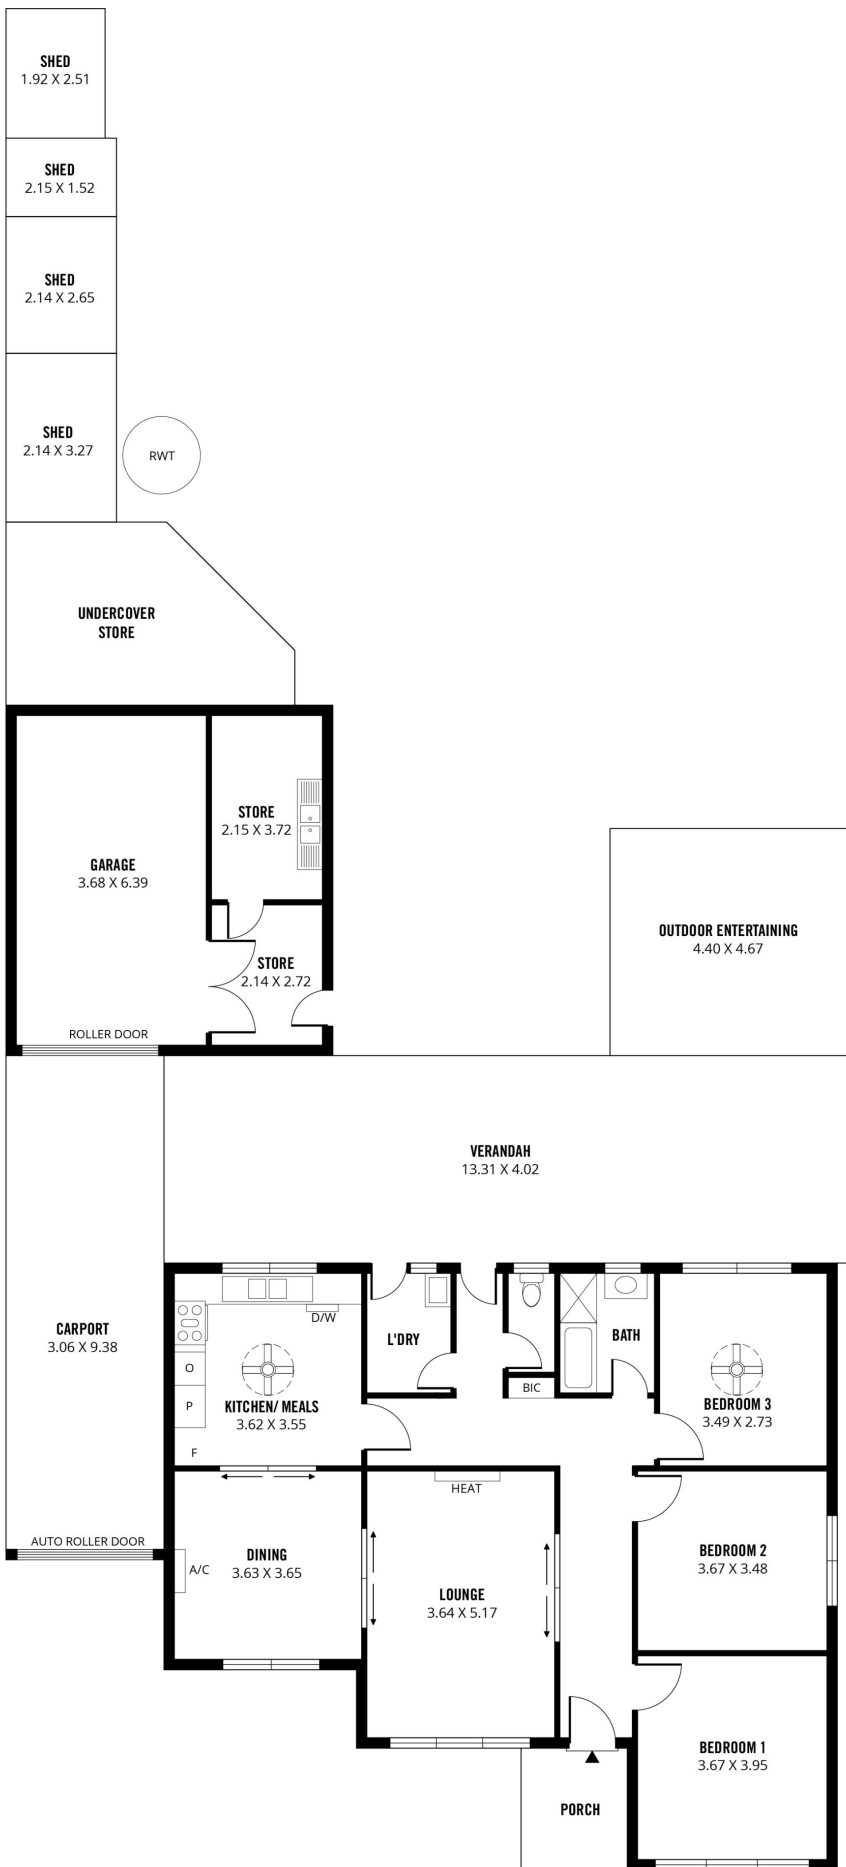 SHED
1.92 X 2.51
SHED
2.15 X 1.52
SHED
2.14 X 2.65
SHED
2.14 X 3.27
RWT
UNDERCOVER
STORE
STORE
2.15 X 3.72
GARAGE
3.68 X 6.39
STORE
2.14 X 2.72
ROLLER DOOR
OUTDOOR ENTERTAINING
4.40 X 4.67
VERANDAH
13.31 X 4.02
CARPORT
3.06 X 9.38
AUTO ROLLER DOOR
D/W
O
P
F
KITCHEN/ MEALS
3.62 X 3.55
L'DRY
BIC
BATH
BEDROOM 3
3.49 X 2.73
HEAT
A/C
DINING
3.63 X 3.65
LOUNGE
3.64 X 5.17
BEDROOM 2
3.67 X 3.48
BEDROOM 1
3.67 X 3.95
PORCH